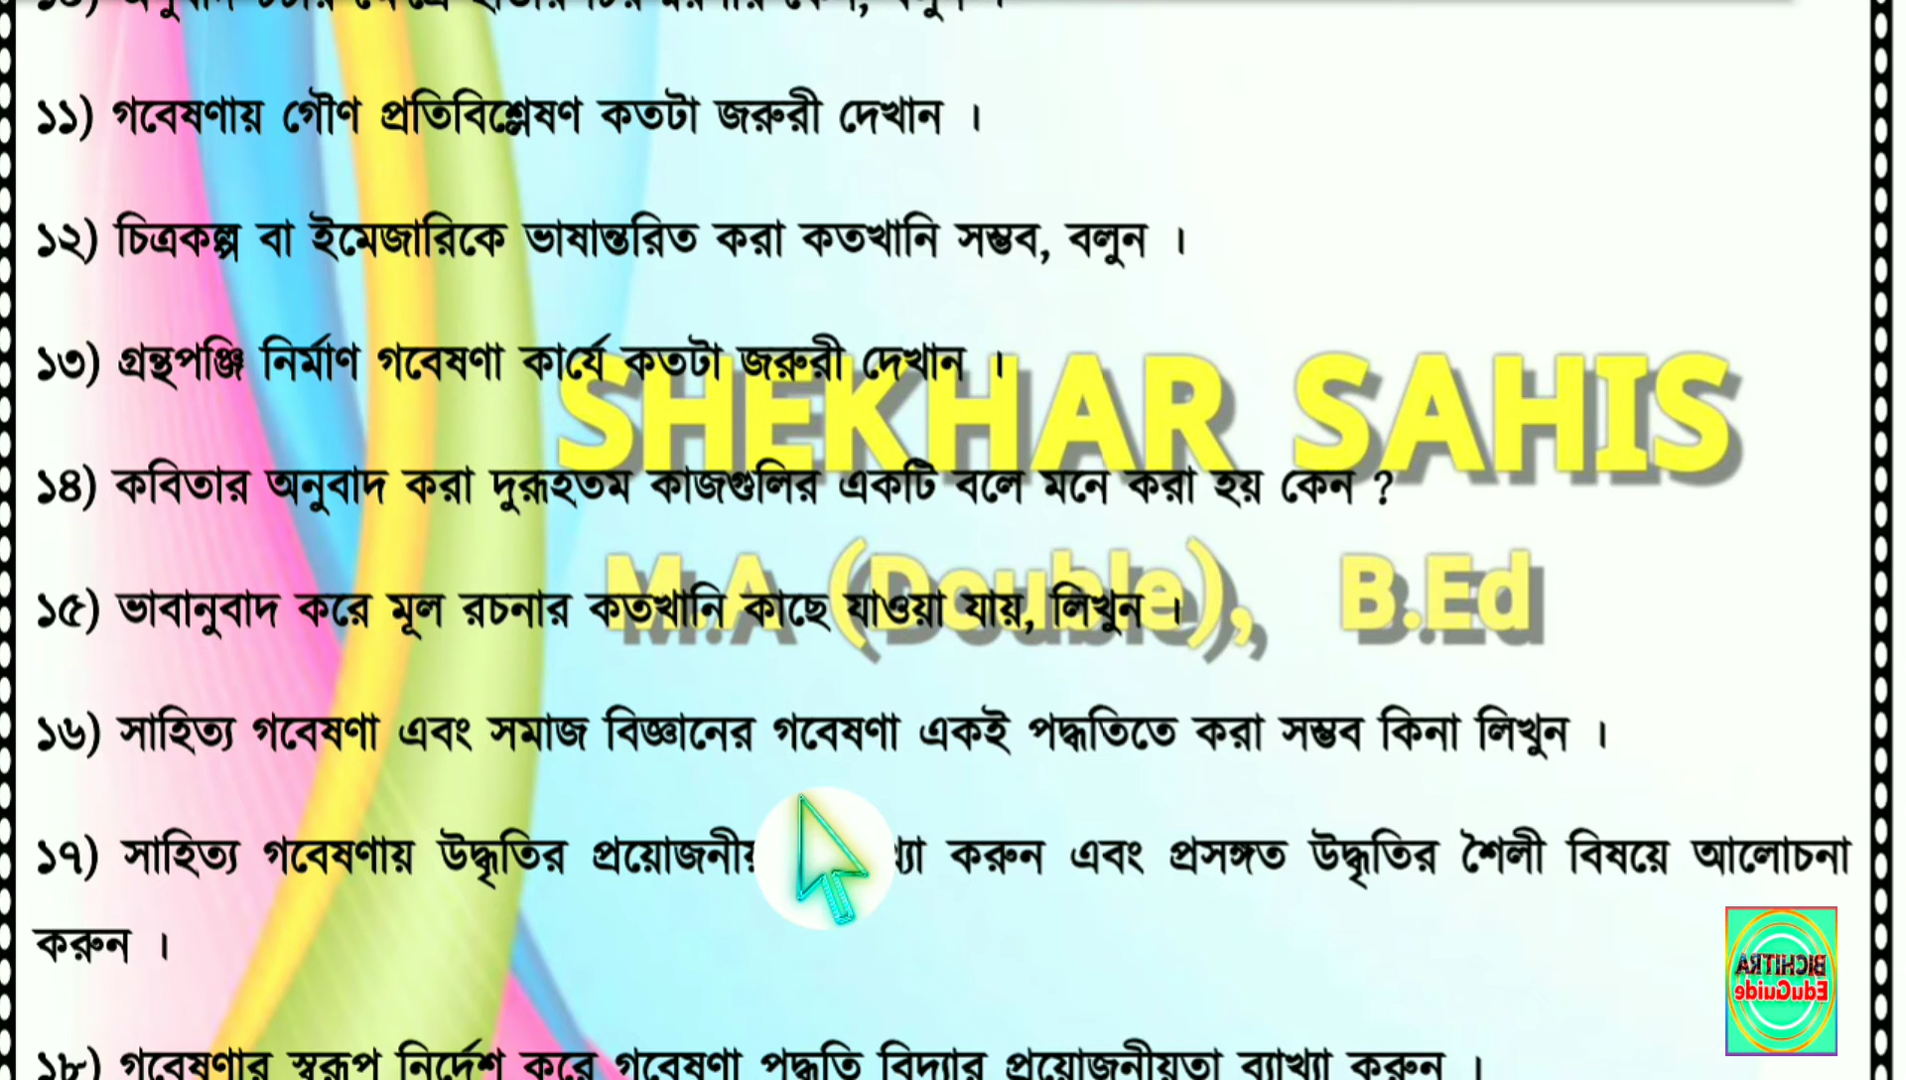 ১১) গবেষণায় গৌণ প্রতিবিশ্লেষণ কতটা জরুরী দেখান ।
১২) চিত্রকল্প বা ইমেজারিকে ভাষান্তরিত করা কতখানি সম্ভব, বলুন ।
১৩) গ্রন্থপঞ্জি নির্মাণ গবেষণা কার্যে কতটা জরুরী দেখান ।
SHEKHAR SAHIS
১৪) কবিতার অনুবাদ করা দুরূহতম কাজগুলির একটি বলে মনে করা হয় কেন ?
M.A (Double), B.Ed
১৫) ভাবানুবাদ করে মূল রচনার কতখানি কাছে যাওয়া যায়, লিখুন ।
১৬) সাহিত্য গবেষণা এবং সমাজ বিজ্ঞানের গবেষণা একই পদ্ধতিতে করা সম্ভব কিনা লিখুন ।
১৭) সাহিত্য গবেষণায় উদ্ধৃতির করুন এবং প্রসঙ্গত উদ্ধৃতির শৈলী বিষয়ে আলোচনা
করুন ।
BICHITRA
EduGuide
১৮) গবেষণার স্বরূপ নির্দেশ করে গবেষণা পদ্ধতি বিদ্যার প্রয়োজনীয়তা ব্যাখ্যা করুন ।